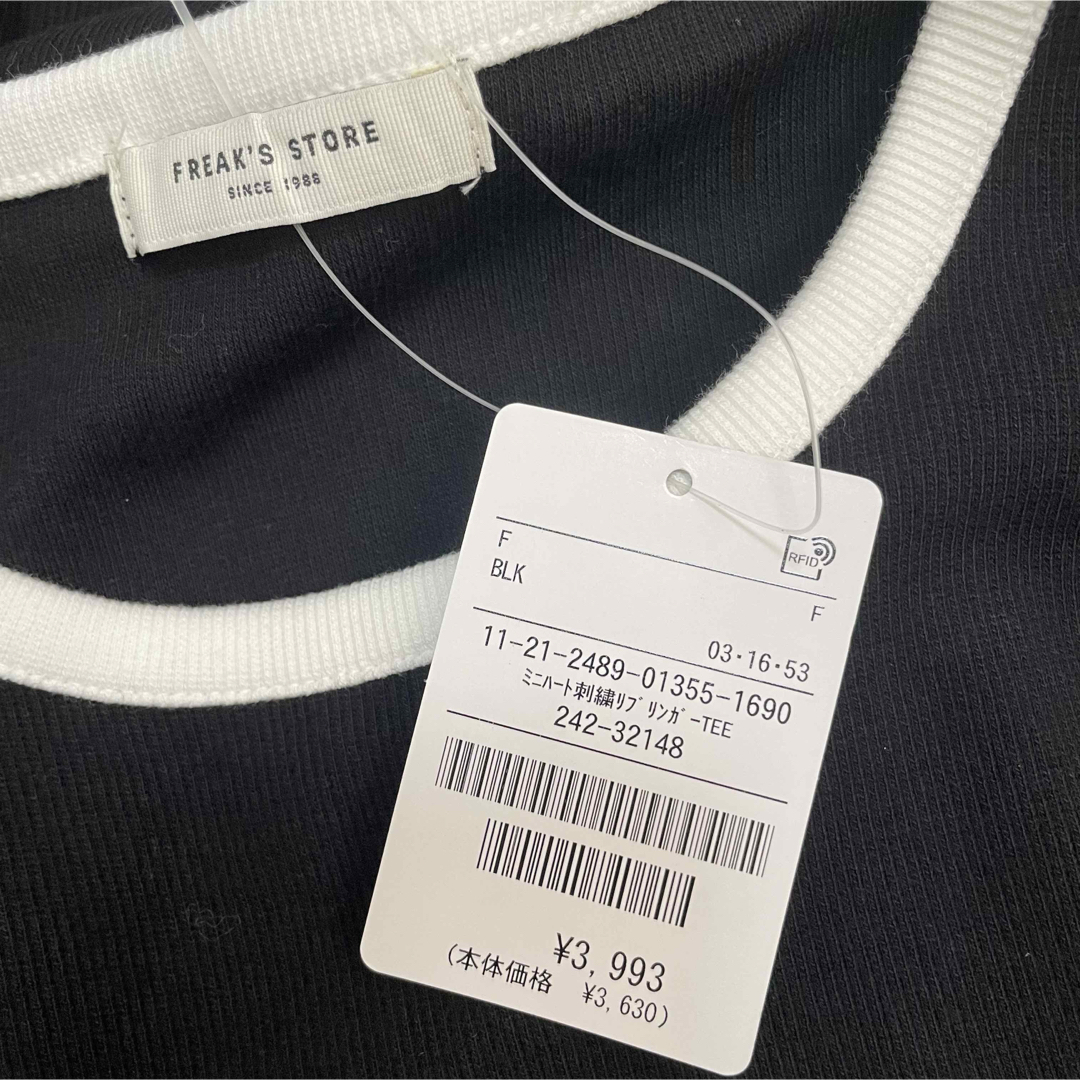 FREAK'S STORE
SINCE 1988
RFID
F
BLK
F
03・16・53
11-21-2489-01355-1690
ﾐﾆﾊｰﾄ刺繍ﾘﾌﾞﾘﾝｶﾞｰTEE
242-32148
¥3,993
(本体価格 ¥3,630)